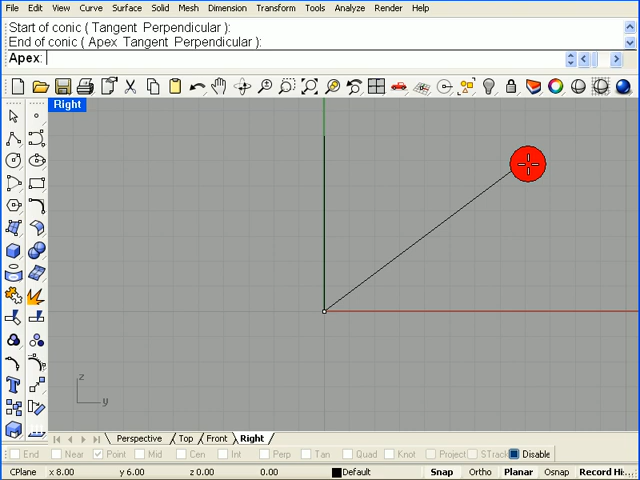 File Edit View Curve Surface Solid Mesh Dimension Transform Tools Analyze Render Help
Start of conic ( Tangent Perpendicular ):
End of conic ( Apex Tangent Perpendicular ):
Apex:
Right
z
y
Perspective Top Front Right
End Near Point Mid Cen Int Perp Tan Quad Knot Project STrack Disable
CPlane x 8.00 y 6.00 z 0.00 0.00 Default Snap Ortho Planar Osnap Record Hi